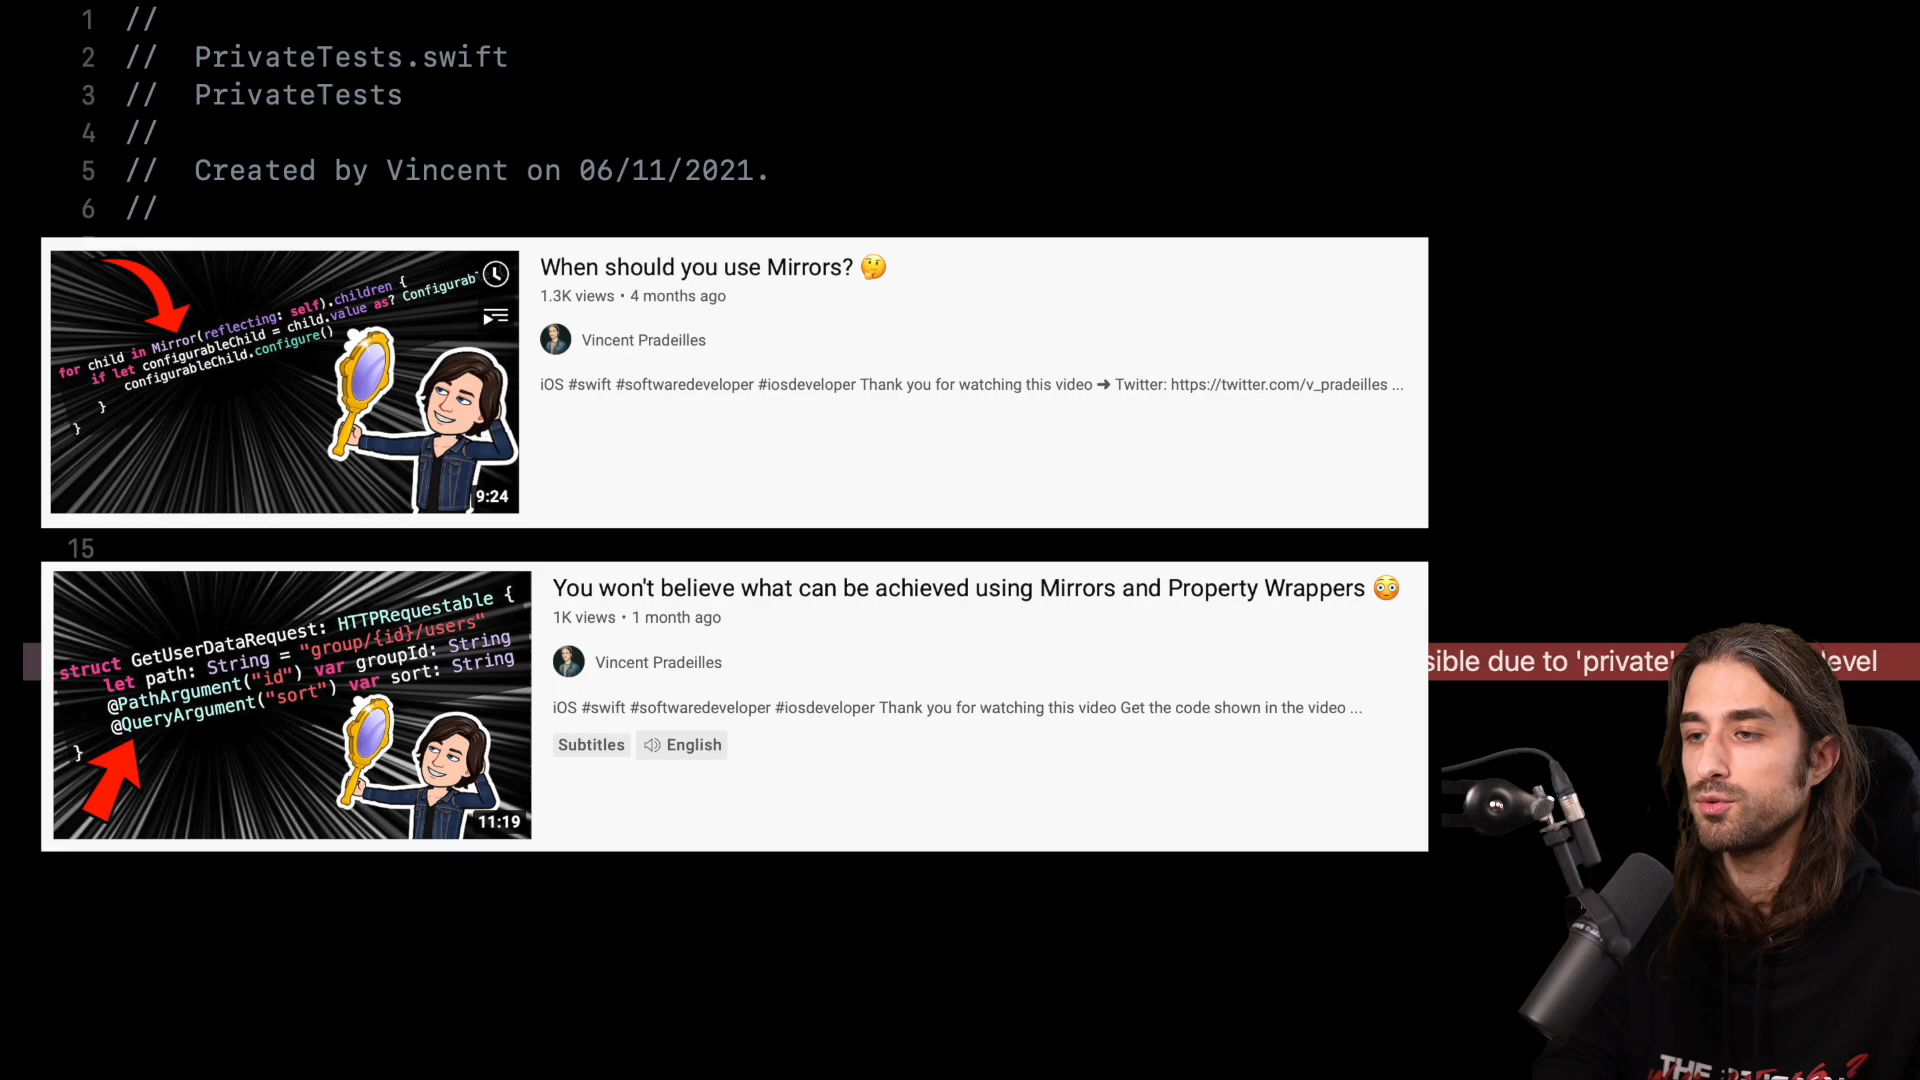 1 //
2 // PrivateTests.swift
3 // PrivateTests
4 //
5 // Created by Vincent on 06/11/2021.
6 //
for child in Mirror(reflecting: self).children {
if let configurableChild = child.value as? Configurab
configurableChild.configure()
}
}
9:24
When should you use Mirrors? 🤔
1.3K views • 4 months ago
Vincent Pradeilles
iOS #swift #softwaredeveloper #iosdeveloper Thank you for watching this video ➜ Twitter: https://twitter.com/v_pradeilles ...
15
struct GetUserDataRequest: HTTPRequestable {
let path: String = "group/{id}/users"
@PathArgument("id") var groupId: String
@QueryArgument("sort") var sort: String
}
11:19
You won't believe what can be achieved using Mirrors and Property Wrappers 😳
1K views • 1 month ago
Vincent Pradeilles
iOS #swift #softwaredeveloper #iosdeveloper Thank you for watching this video Get the code shown in the video ...
Subtitles English
sible due to 'private' level
THE